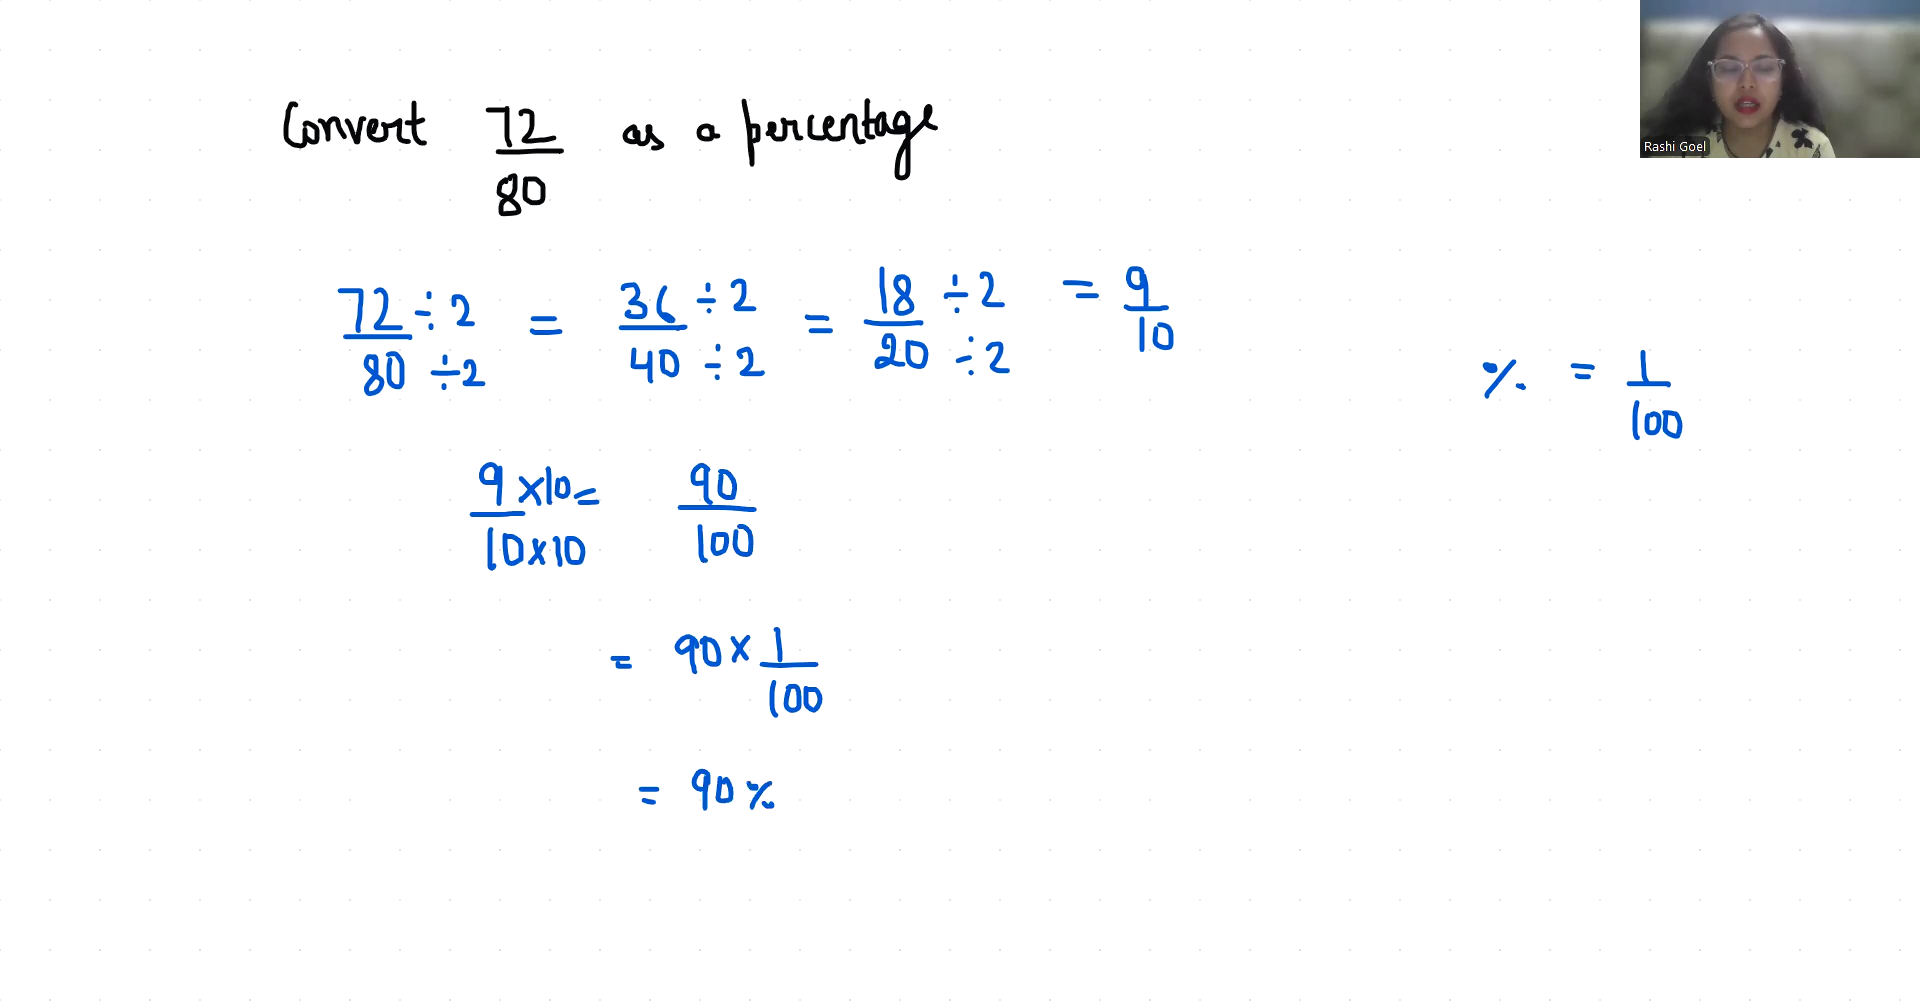 Convert 72/80 as a percentage
Rashi Goel
72 ÷ 2 / 80 ÷ 2 = 36 ÷ 2 / 40 ÷ 2 = 18 ÷ 2 / 20 ÷ 2 = 9/10
% = 1/100
9 × 10 / 10 × 10 = 90/100
= 90 × 1/100
= 90%